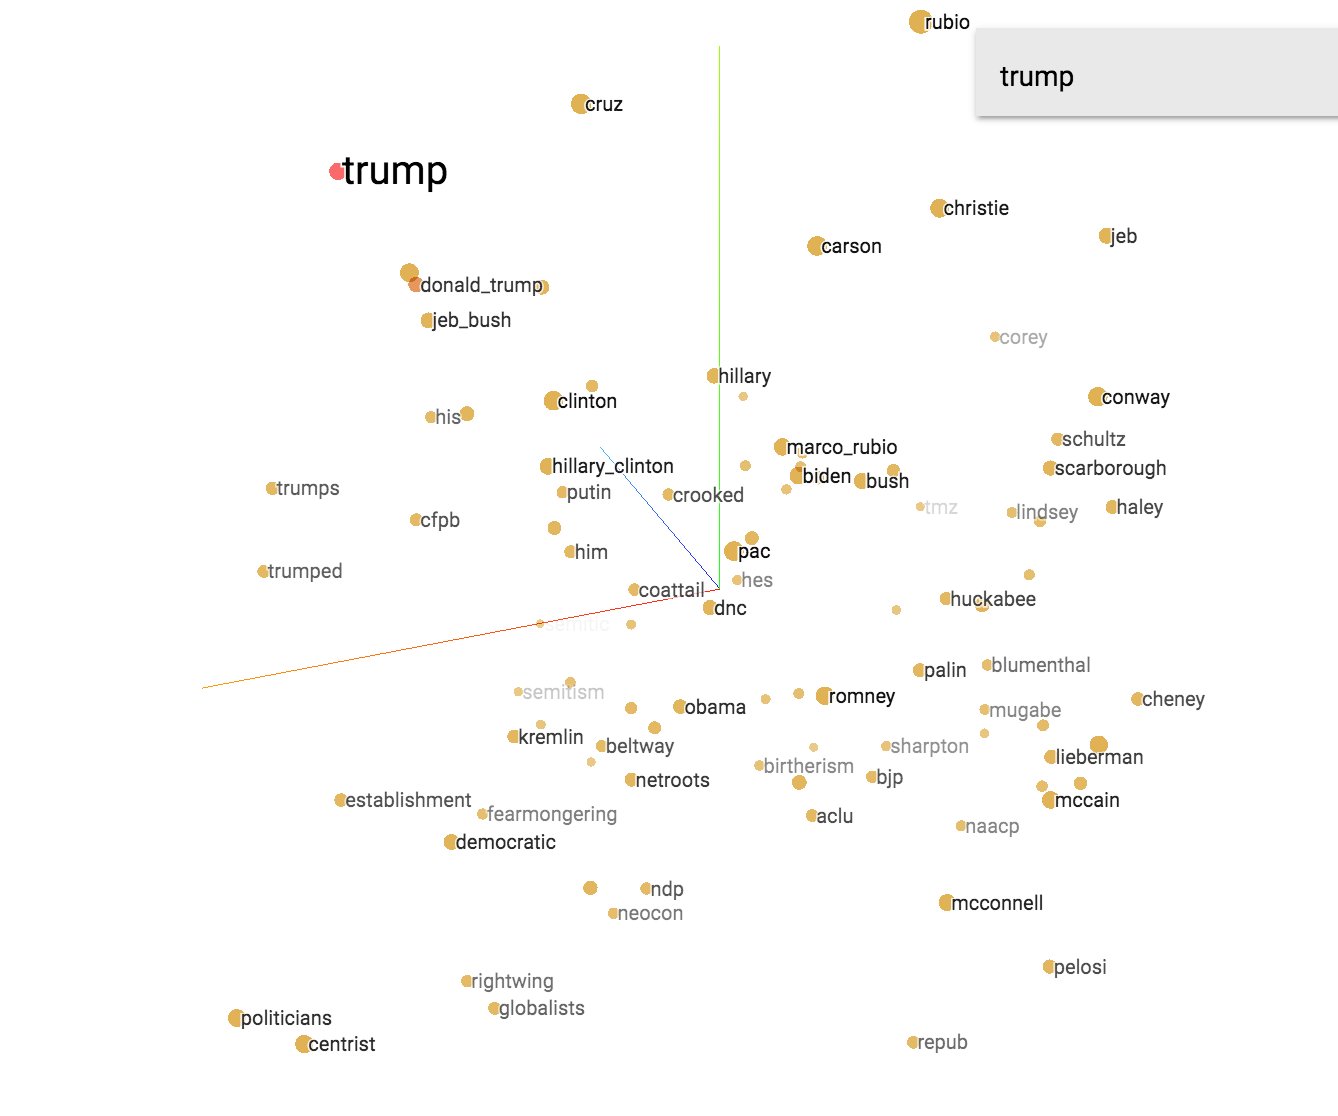 rubio
trump
cruz
trump
christie
jeb
carson
donald_trump
jeb_bush
corey
hillary
clinton
conway
his
schultz
marco_rubio
hillary_clinton
scarborough
biden
bush
trumps
putin
crooked
tmz
haley
lindsey
cfpb
him
pac
trumped
hes
coattail
huckabee
dnc
semitic
blumenthal
palin
semitism
romney
cheney
obama
mugabe
kremlin
beltway
sharpton
lieberman
birtherism
bjp
netroots
establishment
mccain
fearmongering
aclu
naacp
democratic
ndp
mcconnell
neocon
pelosi
rightwing
globalists
politicians
repub
centrist